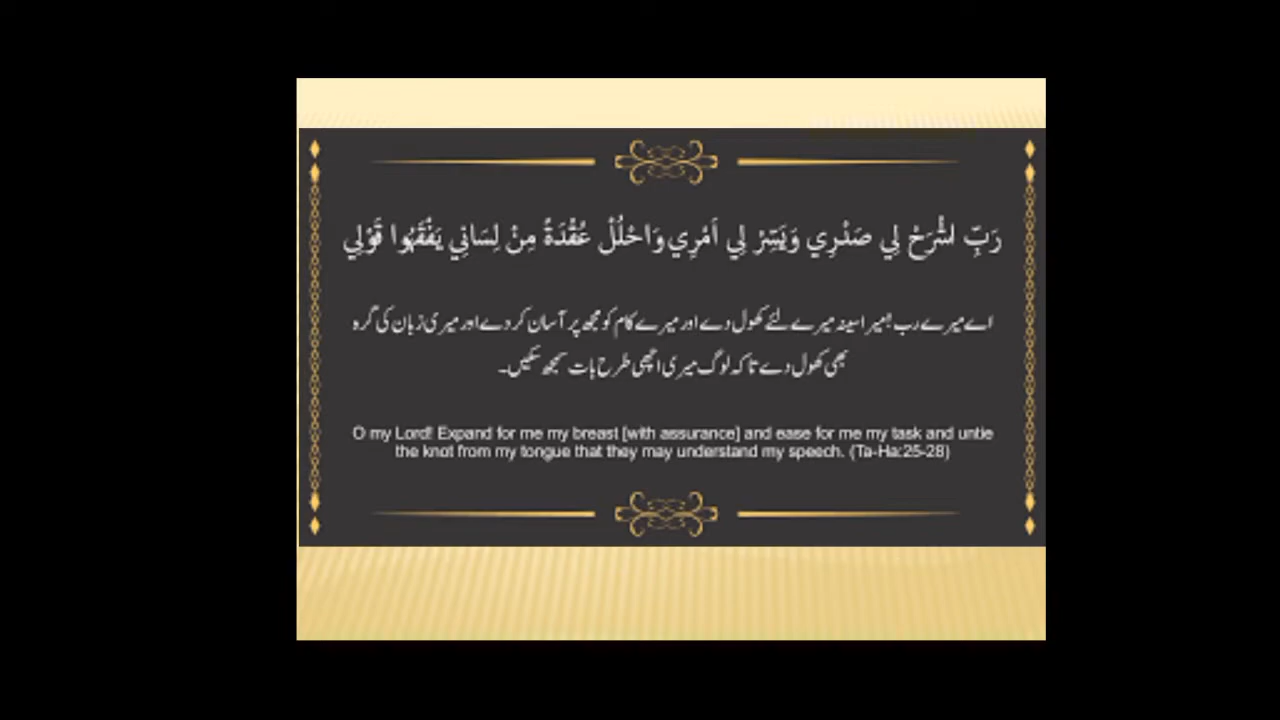 رَبِّ اشْرَحْ لِي صَدْرِي وَيَسِّرْ لِي أَمْرِي وَاحْلُلْ عُقْدَةً مِنْ لِسَانِي يَفْقَهُوا قَوْلِي
اے میرے رب ! میرا سینہ میرے لئے کھول دے اور میرے کام کو مجھ پر آسان کر دے اور میری زبان کی گرہ
بھی کھول دے تاکہ لوگ میری اچھی طرح بات سمجھ سکیں۔
O my Lord! Expand for me my breast [with assurance] and ease for me my task and untie
the knot from my tongue that they may understand my speech. (Ta-Ha:25-28)